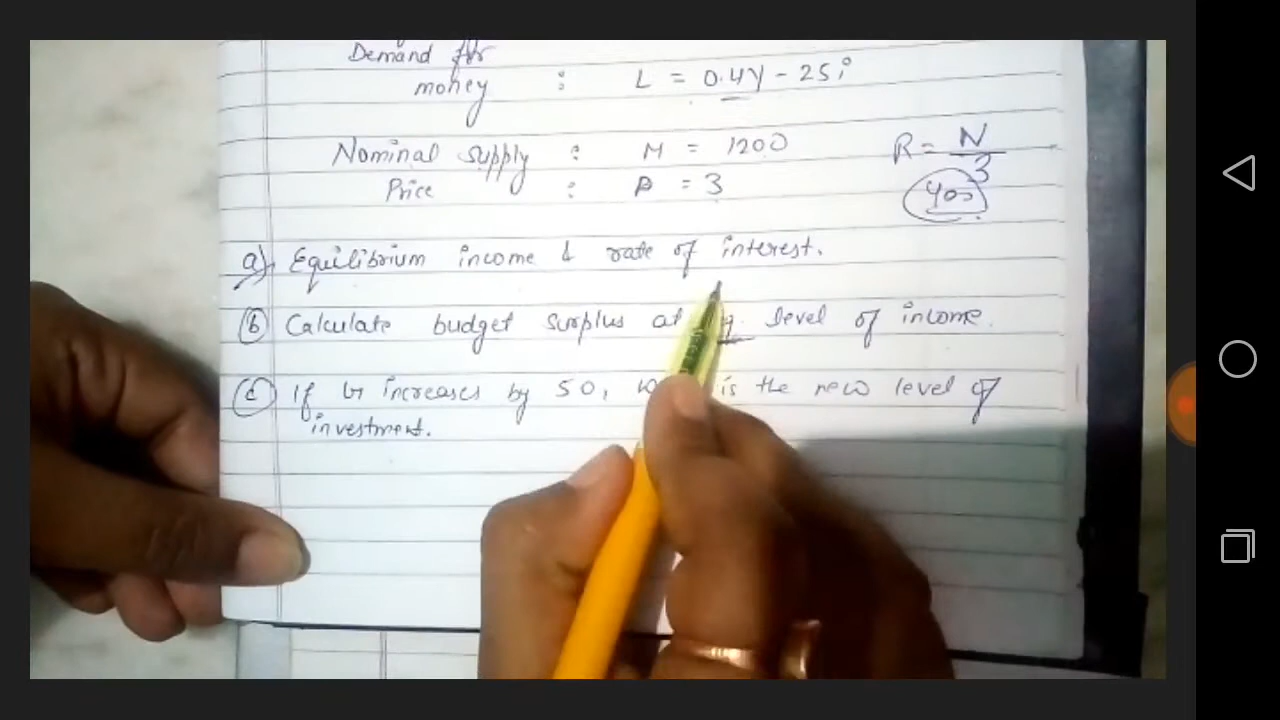 Demand for
money : L = 0.4Y - 25i
Nominal supply : M = 1200
R = N/3
Price : P = 3
400
a) Equilibrium income & rate of interest.
(b) Calculate budget surplus at level of income.
(c) If G increases by 50, is the new level of
investment.